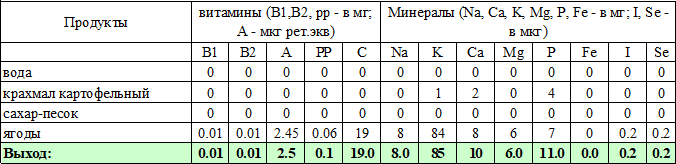 Продукты витамины (B1,B2, рр - в мг; A - мкг рет.экв) Минералы (Na, Ca, K, Mg, P, Fe - в мг; I, Se - в мкг)
B1 B2 A PP C Na K Ca Mg P Fe I Se
вода 0 0 0 0 0 0 0 0 0 0 0 0 0
крахмал картофельный 0 0 0 0 0 0 1 2 0 4 0 0 0
сахар-песок 0 0 0 0 0 0 0 0 0 0 0 0 0
ягоды 0.01 0.01 2.45 0.06 19 8 84 8 6 7 0 0.2 0.2
Выход: 0.01 0.01 2.5 0.1 19.0 8.0 85 10 6.0 11.0 0.0 0.2 0.2